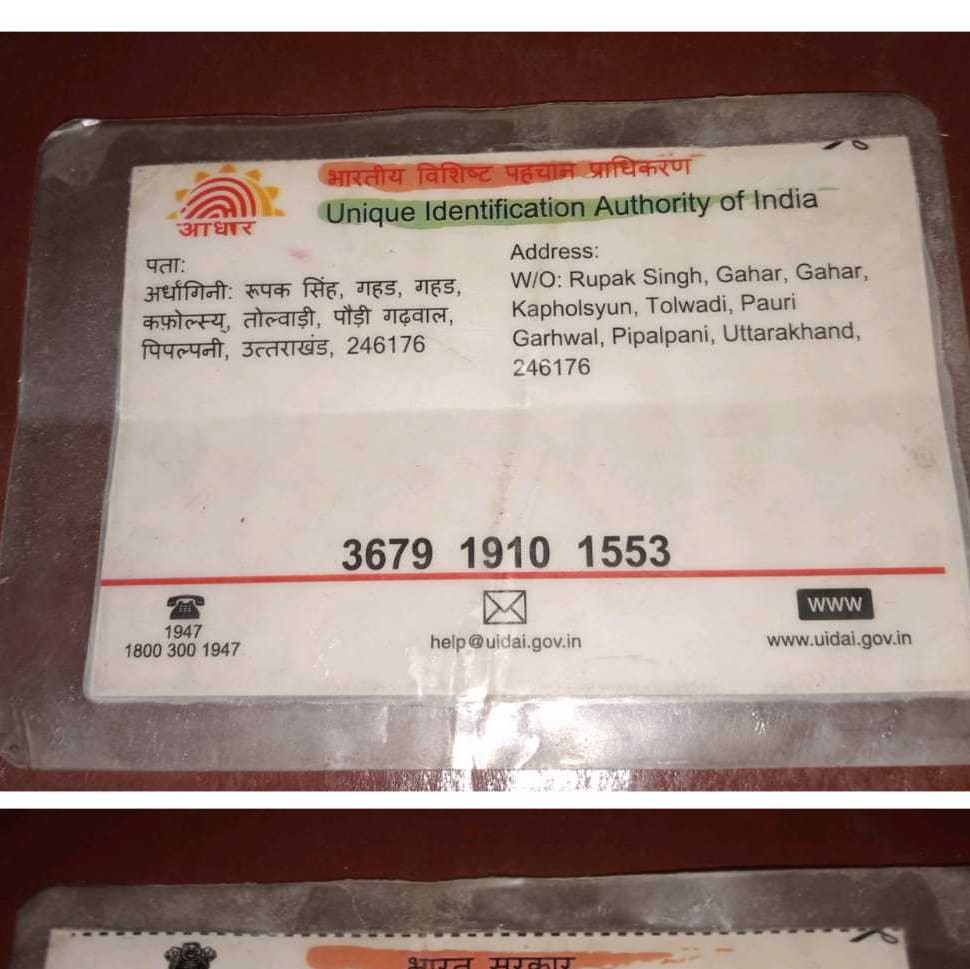 भारतीय विशिष्ट पहचान प्राधिकरण
Unique Identification Authority of India
आधार
पता:
अर्धांगिनी: रूपक सिंह, गहड, गहड,
कफ़ोल्स्यू, तोल्वाड़ी, पौड़ी गढ़वाल,
पिपल्पनी, उत्तराखंड, 246176
Address:
W/O: Rupak Singh, Gahar, Gahar,
Kapholsyun, Tolwadi, Pauri
Garhwal, Pipalpani, Uttarakhand,
246176
3679 1910 1553
1947
1800 300 1947
help@uidai.gov.in
WWW
www.uidai.gov.in
भारत सरकार